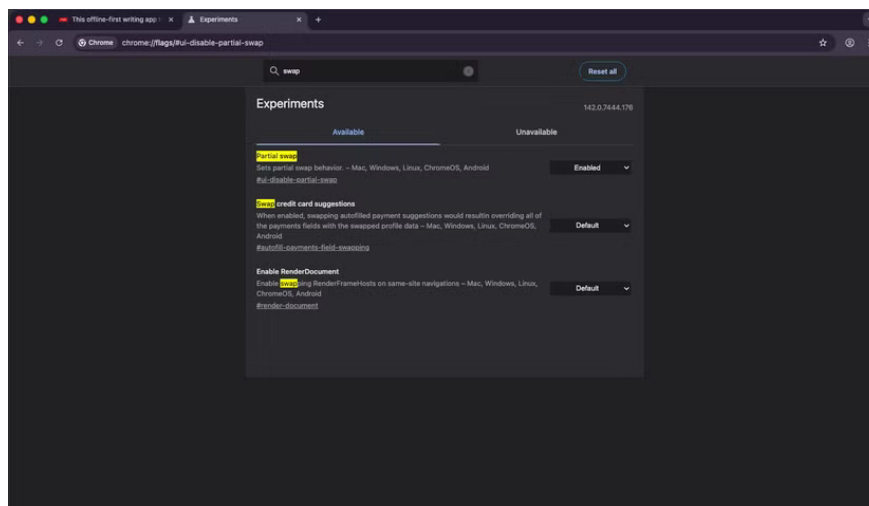 This offline-first writing app
Experiments
Chrome
chrome://flags/#ui-disable-partial-swap
swap
Reset all
Experiments
142.0.7444.176
Available
Unavailable
Partial swap
Sets partial swap behavior. – Mac, Windows, Linux, ChromeOS, Android
#ui-disable-partial-swap
Enabled
Swap credit card suggestions
When enabled, swapping autofilled payment suggestions would resultin overriding all of
the payments fields with the swapped profile data – Mac, Windows, Linux, ChromeOS,
Android
#autofill-payments-field-swapping
Default
Enable RenderDocument
Enable swapping RenderFrameHosts on same-site navigations – Mac, Windows, Linux,
ChromeOS, Android
#render-document
Default